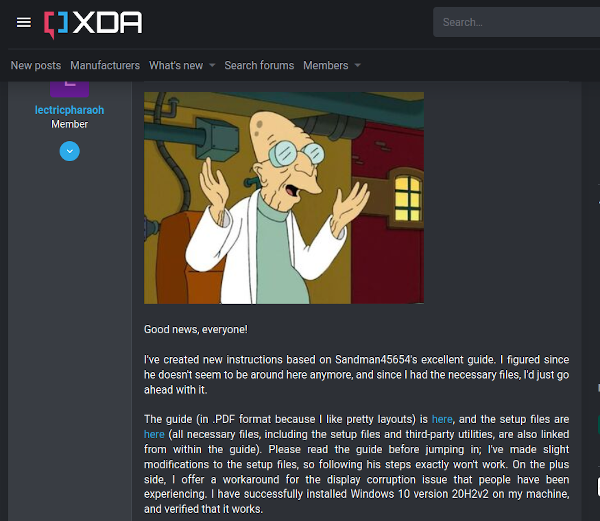 XDA
Search...
New posts Manufacturers What's new Search forums Members
lectricpharaoh
Member
Good news, everyone!
I've created new instructions based on Sandman45654's excellent guide. I figured since
he doesn't seem to be around here anymore, and since I had the necessary files, I'd just go
ahead with it.
The guide (in .PDF format because I like pretty layouts) is here, and the setup files are
here (all necessary files, including the setup files and third-party utilities, are also linked
from within the guide). Please read the guide before jumping in; I've made slight
modifications to the setup files, so following his steps exactly won't work. On the plus
side, I offer a workaround for the display corruption issue that people have been
experiencing. I have successfully installed Windows 10 version 20H2v2 on my machine,
and verified that it works.